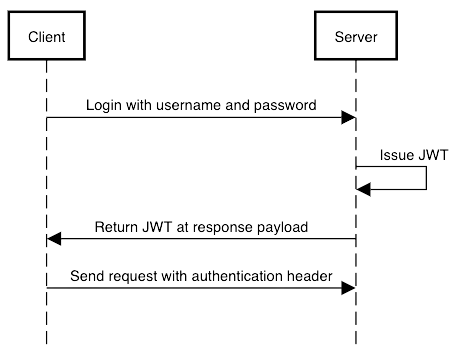 Client
Server
Login with username and password
Issue JWT
Return JWT at response payload
Send request with authentication header